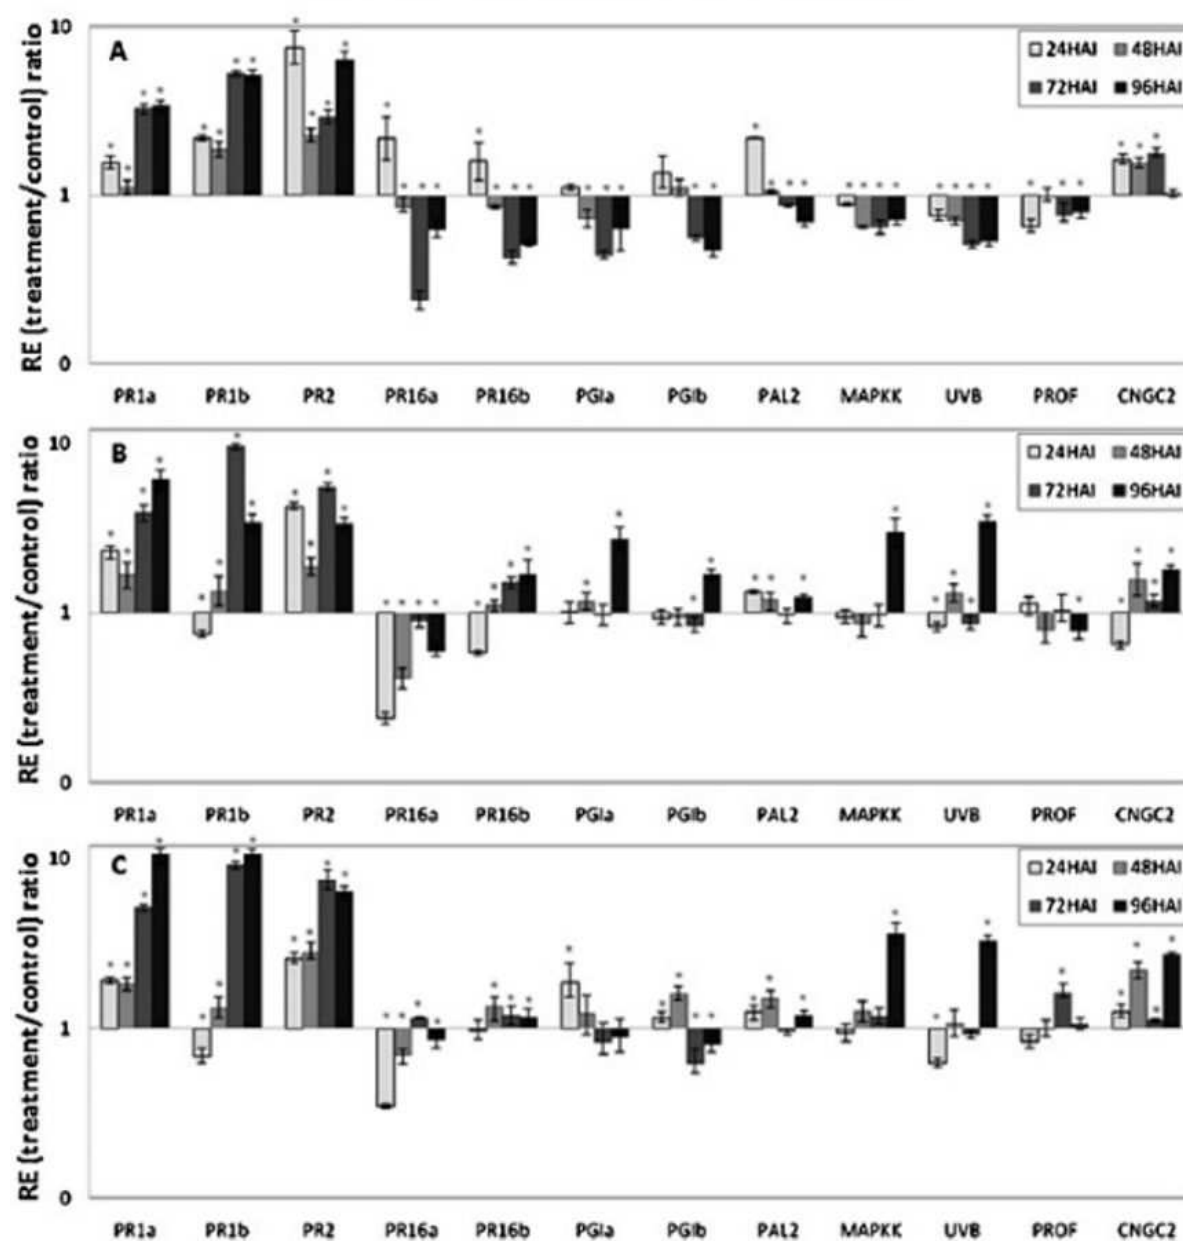 A
10
1
0
RE (treatment/control) ratio
24HAI 48HAI
72HAI 96HAI
PR1a PR1b PR2 PR16a PR16b PGIa PGIb PAL2 MAPKK UVB PROF CNGC2
B
10
1
0
RE (treatment/control) ratio
24HAI 48HAI
72HAI 96HAI
PR1a PR1b PR2 PR16a PR16b PGIa PGIb PAL2 MAPKK UVB PROF CNGC2
C
10
1
0
RE (treatment/control) ratio
24HAI 48HAI
72HAI 96HAI
PR1a PR1b PR2 PR16a PR16b PGIa PGIb PAL2 MAPKK UVB PROF CNGC2